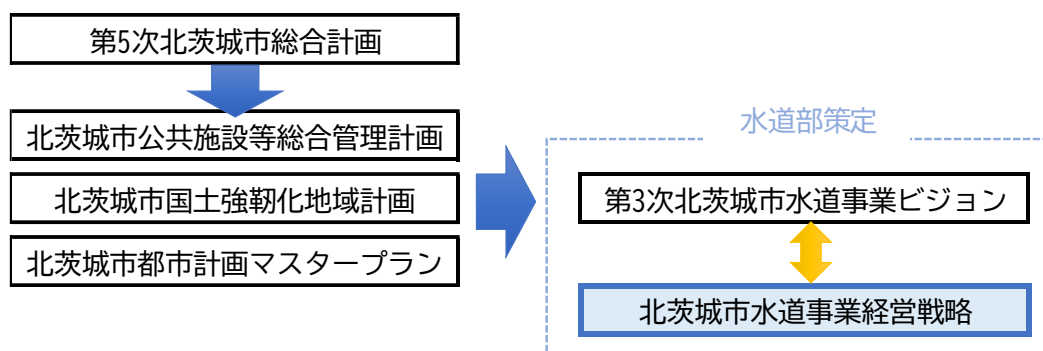 第5次北茨城市総合計画
北茨城市公共施設等総合管理計画
北茨城市国土強靭化地域計画
北茨城市都市計画マスタープラン
水道部策定
第3次北茨城市水道事業ビジョン
北茨城市水道事業経営戦略